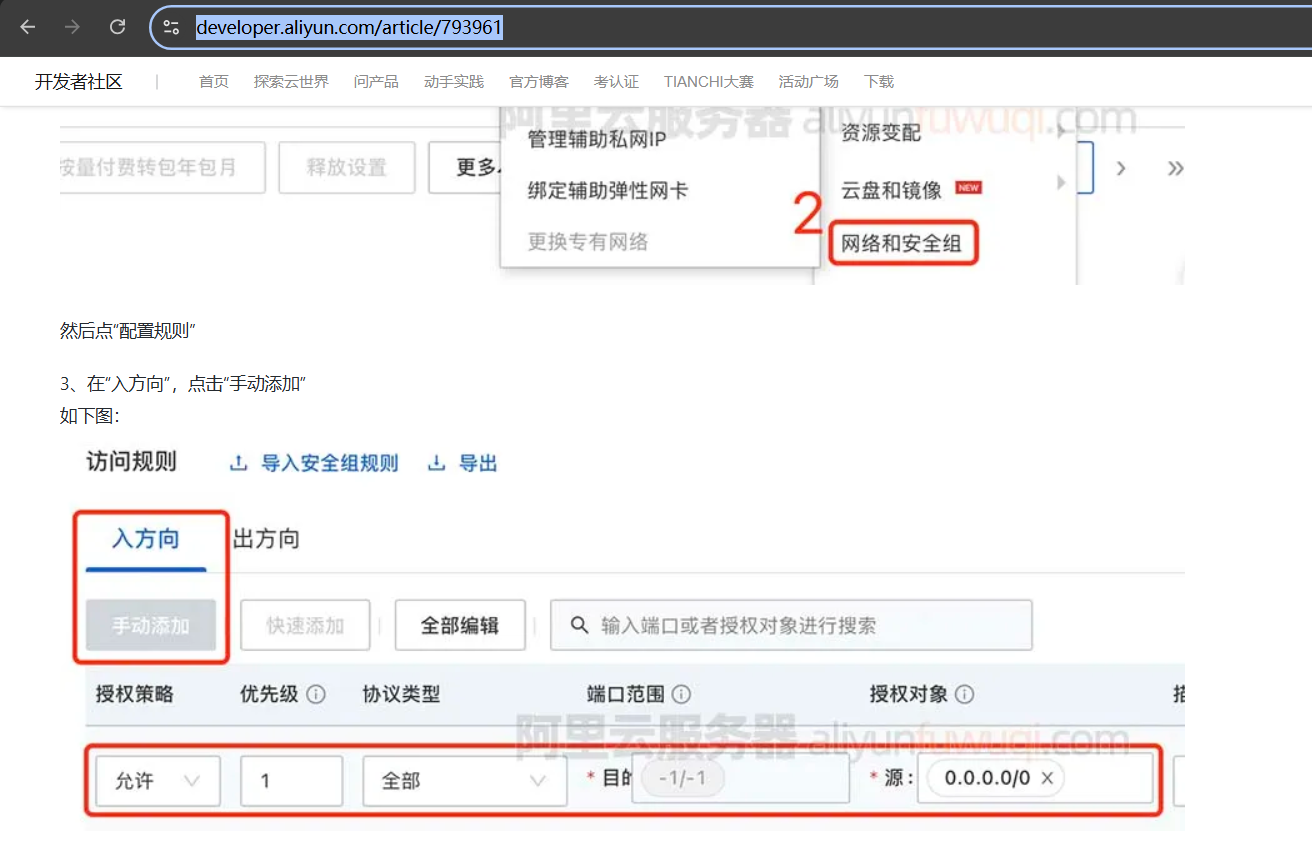 developer.aliyun.com/article/793961
开发者社区 | 首页 探索云世界 问产品 动手实践 官方博客 考认证 TIANCHI大赛 活动广场 下载
阿里云服务器 aliyunfuwuqi.com
管理辅助私网IP
资源变配
按量付费转包年包月 释放设置 更多
绑定辅助弹性网卡
云盘和镜像 NEW
2
更换专有网络
网络和安全组
然后点“配置规则”
3、在“入方向”，点击“手动添加”
如下图：
访问规则 导入安全组规则 导出
入方向 出方向
手动添加 快速添加 全部编辑 输入端口或者授权对象进行搜索
授权策略 优先级 协议类型 端口范围 授权对象
阿里云服务器 aliyunfuwuqi.com
允许 1 全部 * 目的 -1/-1 * 源： 0.0.0.0/0 ×